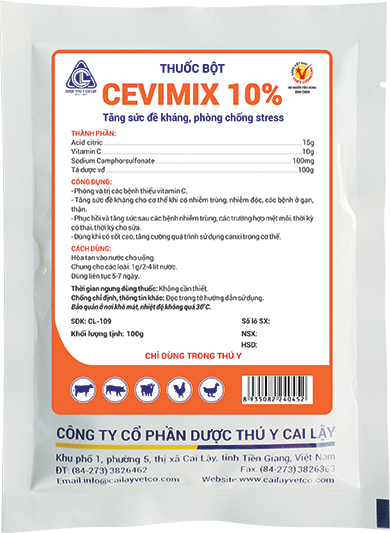 DƯỢC THÚ Y CAI LẬY
THUỐC BỘT
CEVIMIX 10%
Tăng sức đề kháng, phòng chống stress
THÀNH PHẦN:
Acid citric 15g
Vitamin C 10g
Sodium Camphorsulfonate 100mg
Tá dược vđ 100g
CÔNG DỤNG:
- Phòng và trị các bệnh thiếu vitamin C.
- Tăng sức đề kháng cho cơ thể khi có nhiễm trùng, nhiễm độc, các bệnh ở gan,
thận.
- Phục hồi và tăng sức sau các bệnh nhiễm trùng, các trường hợp mệt mỏi, thời kỳ
có thai, thời kỳ cho sữa.
- Dùng khi có sốt cao, tăng cường quá trình sử dụng canxi trong cơ thể.
CÁCH DÙNG:
Hòa tan vào nước cho uống.
Chung cho các loài: 1g/2-4 lít nước.
Dùng liên tục 5-7 ngày.
Thời gian ngưng dùng thuốc: Không cần thiết.
Chống chỉ định, thông tin khác: Đọc trong tờ hướng dẫn sử dụng.
Bảo quản ở nơi khô mát, nhiệt độ không quá 30°C.
SĐK: CL-109 Số lô SX:
Khối lượng tịnh: 100g NSX:
HSD:
CHỈ DÙNG TRONG THÚ Y
8 935082 240452
CÔNG TY CỔ PHẦN DƯỢC THÚ Y CAI LẬY
Khu phố 1, phường 5, thị xã Cai Lậy, tỉnh Tiền Giang, Việt Nam
ĐT: (84-273) 3826462 Fax: (84-273) 3826363
Email:info@cailayvetco.com Website www.cailayvetco.com